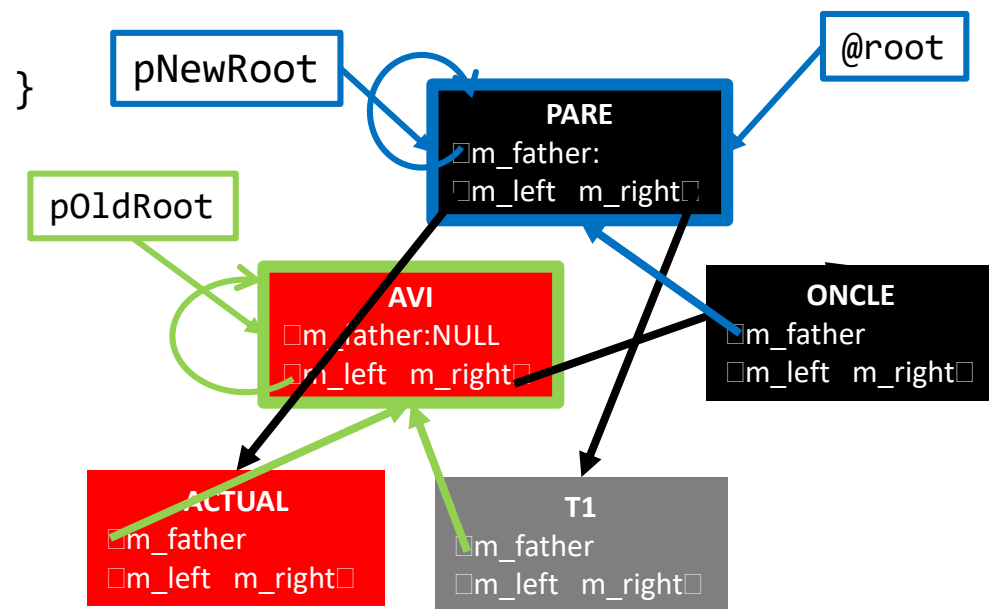 @root
pNewRoot
}
PARE
m_father:
m_left m_right
pOldRoot
AVI
m_father:NULL
m_left m_right
ONCLE
m_father
m_left m_right
ACTUAL
m_father
m_left m_right
T1
m_father
m_left m_right